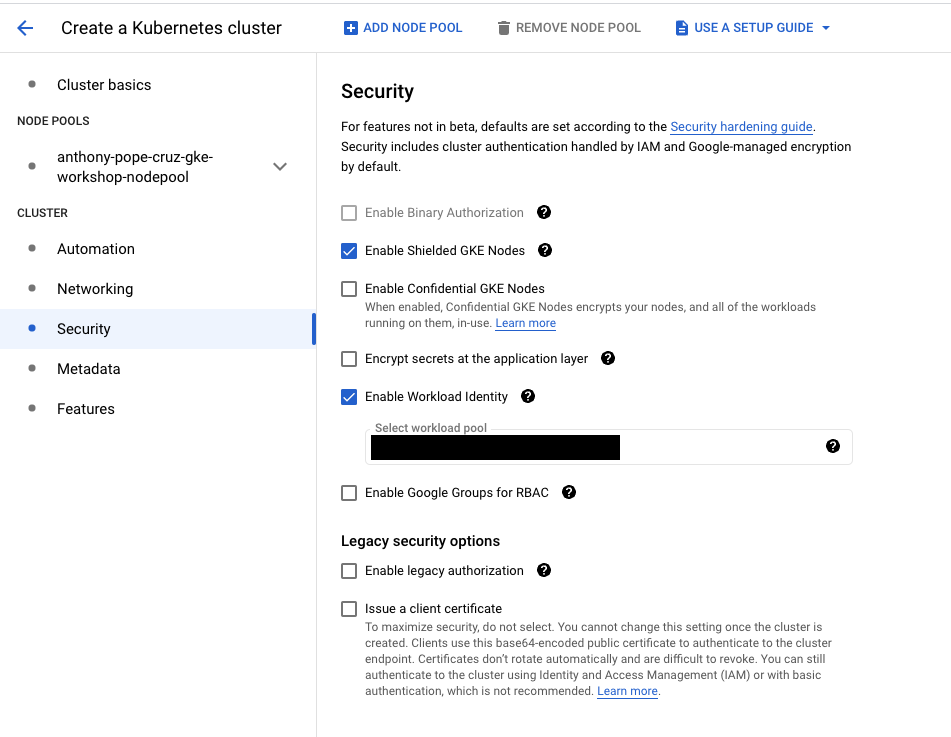 Create a Kubernetes cluster
ADD NODE POOL
REMOVE NODE POOL
USE A SETUP GUIDE
Cluster basics
NODE POOLS
anthony-pope-cruz-gke-
workshop-nodepool
CLUSTER
Automation
Networking
Security
Metadata
Features
Security
For features not in beta, defaults are set according to the Security hardening guide.
Security includes cluster authentication handled by IAM and Google-managed encryption
by default.
Enable Binary Authorization
Enable Shielded GKE Nodes
Enable Confidential GKE Nodes
When enabled, Confidential GKE Nodes encrypts your nodes, and all of the workloads
running on them, in-use. Learn more
Encrypt secrets at the application layer
Enable Workload Identity
Select workload pool
Enable Google Groups for RBAC
Legacy security options
Enable legacy authorization
Issue a client certificate
To maximize security, do not select. You cannot change this setting once the cluster is
created. Clients use this base64-encoded public certificate to authenticate to the cluster
endpoint. Certificates don't rotate automatically and are difficult to revoke. You can still
authenticate to the cluster using Identity and Access Management (IAM) or with basic
authentication, which is not recommended. Learn more.